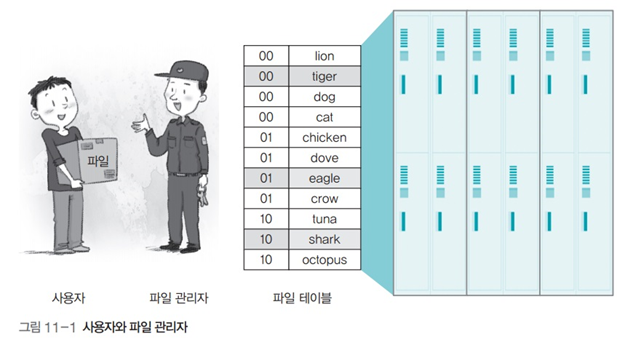 파일
00 lion
00 tiger
00 dog
00 cat
01 chicken
01 dove
01 eagle
01 crow
10 tuna
10 shark
10 octopus
사용자 파일 관리자 파일 테이블
그림 11-1 사용자와 파일 관리자